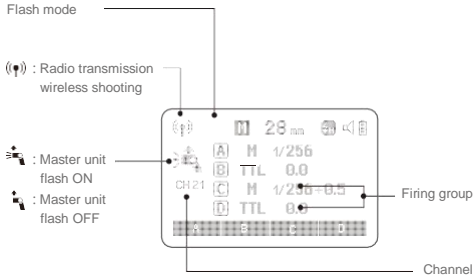 Flash mode
: Radio transmission
wireless shooting
28 mm
A M 1/256
: Master unit
flash ON
B TTL 0.0
CH 21
C M 1/256+0.5
: Master unit
flash OFF
Firing group
D TTL 0.0
A B C D
Channel